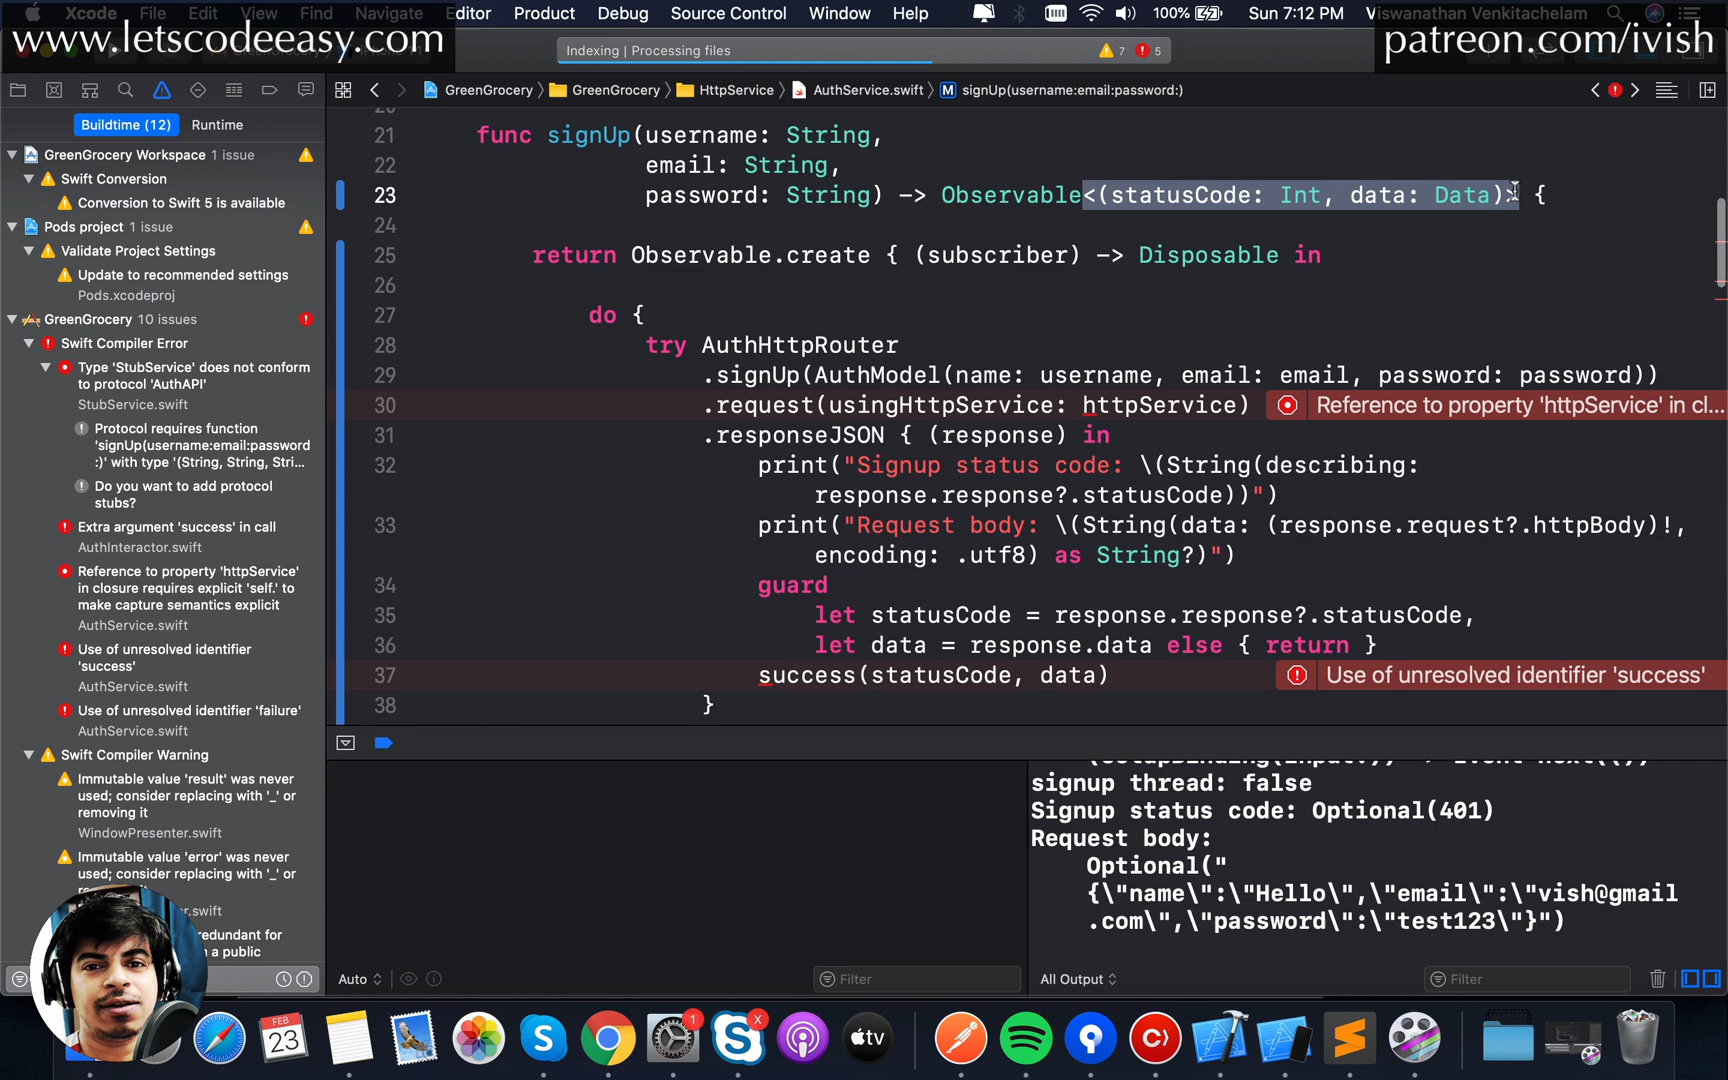 Xcode File Edit View Find Navigate Editor Product Debug Source Control Window Help 100% Sun 7:12 PM Viswanathan Venkitachelam
www.letscodeeasy.com
Indexing | Processing files 7 5
patreon.com/ivish
GreenGrocery GreenGrocery HttpService AuthService.swift M signUp(username:email:password:)
Buildtime (12) Runtime
GreenGrocery Workspace 1 issue
Swift Conversion
Conversion to Swift 5 is available
Pods project 1 issue
Validate Project Settings
Update to recommended settings
Pods.xcodeproj
GreenGrocery 10 issues
Swift Compiler Error
Type 'StubService' does not conform
to protocol 'AuthAPI'
StubService.swift
Protocol requires function
'signUp(username:email:password
:)' with type '(String, String, Stri...
Do you want to add protocol
stubs?
Extra argument 'success' in call
AuthInteractor.swift
Reference to property 'httpService'
in closure requires explicit 'self.' to
make capture semantics explicit
AuthService.swift
Use of unresolved identifier
'success'
AuthService.swift
Use of unresolved identifier 'failure'
AuthService.swift
Swift Compiler Warning
Immutable value 'result' was never
used; consider replacing with '_' or
removing it
WindowPresenter.swift
Immutable value 'error' was never
used; consider replacing with '_' or
.swift
redundant for
a public
21 func signUp(username: String,
22 email: String,
23 password: String) -> Observable<(statusCode: Int, data: Data)> {
24
25 return Observable.create { (subscriber) -> Disposable in
26
27 do {
28 try AuthHttpRouter
29 .signUp(AuthModel(name: username, email: email, password: password))
30 .request(usingHttpService: httpService) Reference to property 'httpService' in cl...
31 .responseJSON { (response) in
32 print("Signup status code: \(String(describing:
response.response?.statusCode))")
33 print("Request body: \(String(data: (response.request?.httpBody)!,
encoding: .utf8) as String?)")
34 guard
35 let statusCode = response.response?.statusCode,
36 let data = response.data else { return }
37 success(statusCode, data) Use of unresolved identifier 'success'
38 }
signup thread: false
Signup status code: Optional(401)
Request body:
Optional("
{\"name\":\"Hello\",\"email\":\"vish@gmail
.com\",\"password\":\"test123\"}")
Auto Filter All Output Filter
FEB
23
1
X
tv